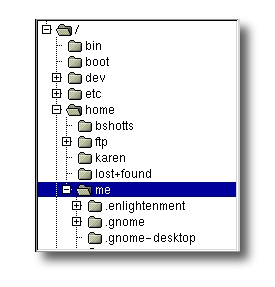 /
bin
boot
dev
etc
home
bshotts
ftp
karen
lost+found
me
.enlightenment
.gnome
.gnome-desktop